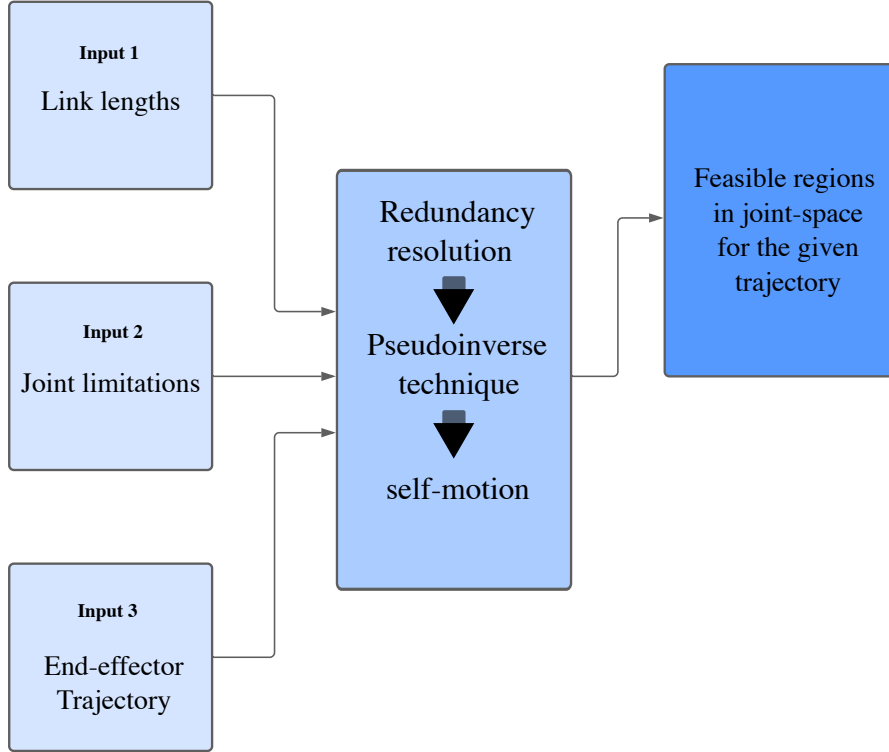 Input 1
Link lengths
Input 2
Joint limitations
Input 3
End-effector
Trajectory
Redundancy
resolution
Pseudoinverse
technique
self-motion
Feasible regions
in joint-space
for the given
trajectory